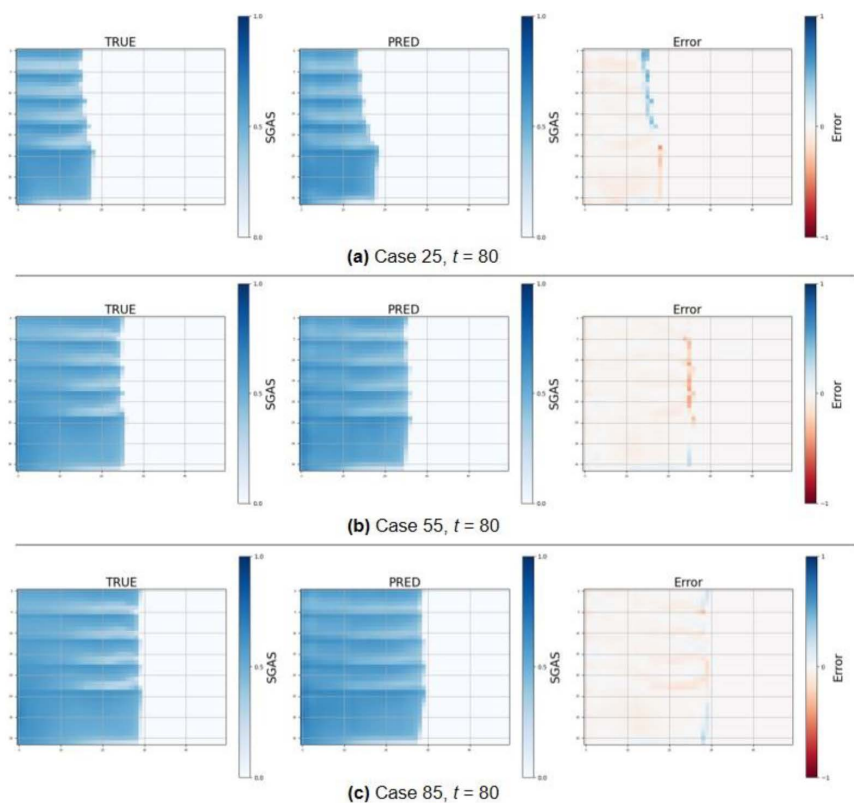 TRUE
PRED
Error
1.0
0.5
0.0
SGAS
1.0
0.5
0.0
SGAS
1
0
−1
Error
(a) Case 25, t = 80
TRUE
PRED
Error
1.0
0.5
0.0
SGAS
1.0
0.5
0.0
SGAS
1
0
−1
Error
(b) Case 55, t = 80
TRUE
PRED
Error
1.0
0.5
0.0
SGAS
1.0
0.5
0.0
SGAS
1
0
−1
Error
(c) Case 85, t = 80